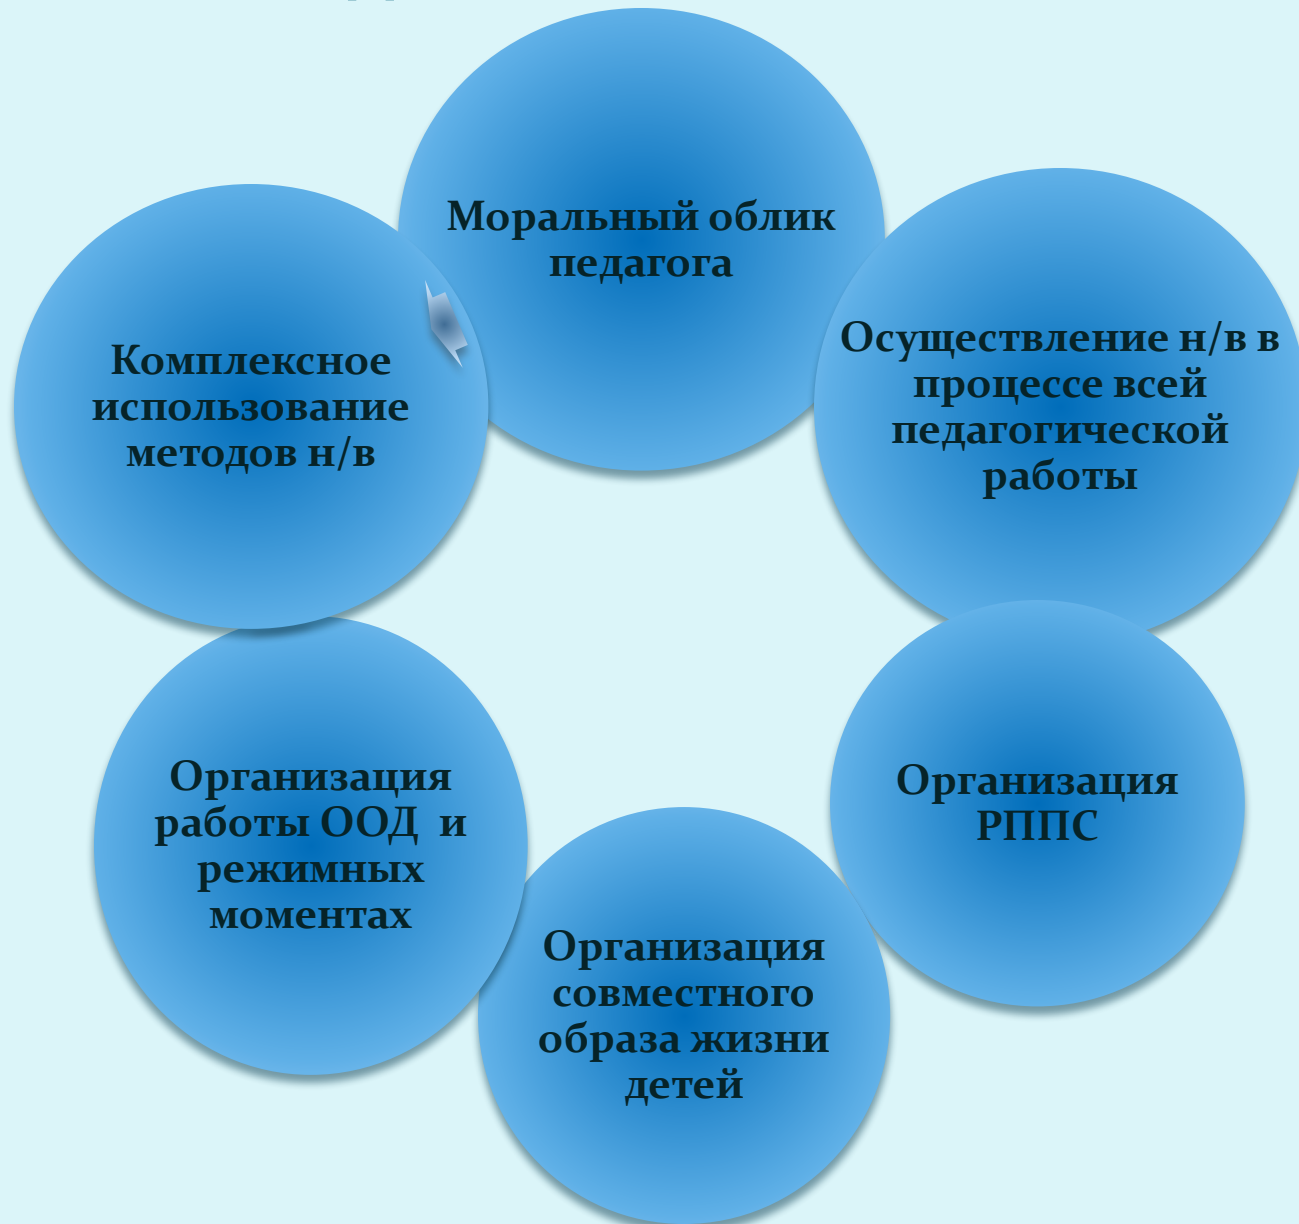 Моральный облик
педагога
Осуществление н/в в
процессе всей
педагогической
работы
Организация
РППС
Организация
совместного
образа жизни
детей
Организация
работы ООД  и
режимных
моментах
Комплексное
использование
методов н/в